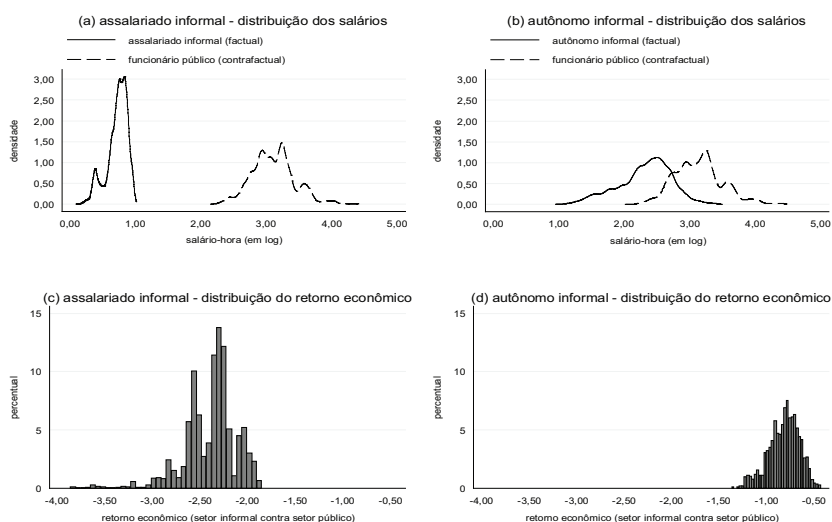 (a) assalariado informal - distribuição dos salários
assalariado informal (factual)
funcionário público (contrafactual)
3,00
2,50
2,00
1,50
1,00
0,50
0,00
densidade
0,00 1,00 2,00 3,00 4,00 5,00
salário-hora (em log)
(b) autônomo informal - distribuição dos salários
autônomo informal (factual)
funcionário público (contrafactual)
3,00
2,50
2,00
1,50
1,00
0,50
0,00
densidade
0,00 1,00 2,00 3,00 4,00 5,00
salário-hora (em log)
(c) assalariado informal - distribuição do retorno econômico
15
10
5
0
percentual
-4,00 -3,00 -2,50 -2,00 -1,50 -1,00 -0,50
retorno econômico (setor informal contra setor público)
(d) autônomo informal - distribuição do retorno econômico
15
10
5
0
percentual
-4,00 -3,00 -2,50 -2,00 -1,50 -1,00 -0,50
retorno econômico (setor informal contra setor público)